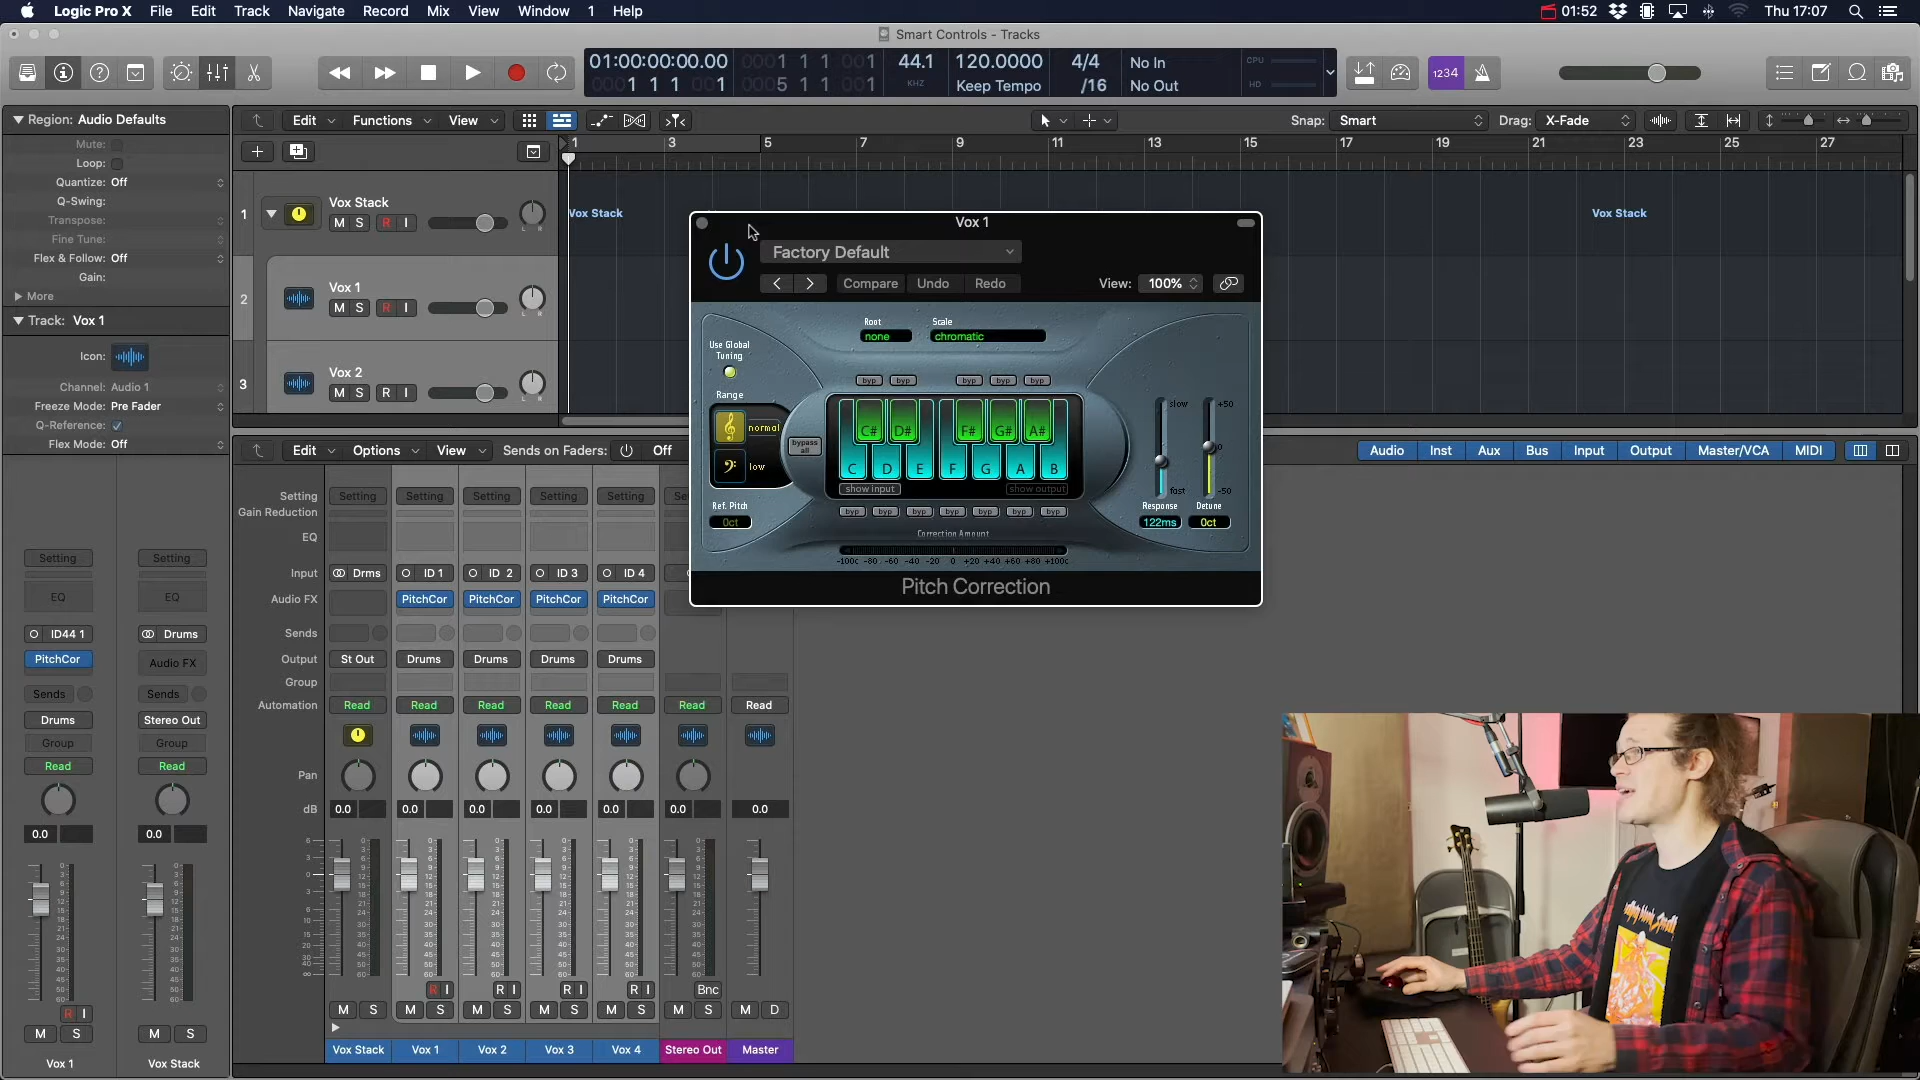 Logic Pro X File Edit Track Navigate Record Mix View Window 1 Help 01:52 Thu 17:07
Smart Controls - Tracks
01:00:00:00.00 0001 1 1 001 44.1 120.0000 4/4 No In CPU
0001 1 1 001 0005 1 1 001 KHZ Keep Tempo /16 No Out HD
1234
Region: Audio Defaults
Edit Functions View Snap: Smart Drag: X-Fade
Mute:
Loop:
Quantize: Off
Q-Swing:
Transpose:
Fine Tune:
Flex & Follow: Off
Gain:
More
Track: Vox 1
Icon:
Channel: Audio 1
Freeze Mode: Pre Fader
Q-Reference:
Flex Mode: Off
1 3 5 7 9 11 13 15 17 19 21 23 25 27
1 Vox Stack
M S R I L R
Vox Stack Vox Stack
2 Vox 1
M S R I L R
3 Vox 2
M S R I L R
Vox 1
Factory Default
Compare Undo Redo View: 100%
Root Scale
none chromatic
Use Global
Tuning
Range
normal
low
bypass
all
Ref. Pitch
0ct
byp byp byp byp byp
C# D# F# G# A#
C D E F G A B
show input show output
byp byp byp byp byp byp byp
Correction Amount
-100c -80 -60 -40 -20 0 +20 +40 +60 +80 +100c
slow +50
0
fast -50
Response Detune
122ms 0ct
Pitch Correction
Edit Options View Sends on Faders: Off
Audio Inst Aux Bus Input Output Master/VCA MIDI
Setting Setting Setting Setting Setting Setting
Gain Reduction
EQ
Input Drms ID 1 ID 2 ID 3 ID 4
Audio FX PitchCor PitchCor PitchCor PitchCor
Sends
Output St Out Drums Drums Drums Drums
Group
Automation Read Read Read Read Read Read Read
Pan
dB 0.0 0.0 0.0 0.0 0.0 0.0 0.0
R I R I R I R I Bnc
M S M S M S M S M S M S M D
Vox Stack Vox 1 Vox 2 Vox 3 Vox 4 Stereo Out Master
Setting Setting
EQ EQ
ID44 1 Drums
PitchCor Audio FX
Sends Sends
Drums Stereo Out
Group Group
Read Read
0.0 0.0
R I
M S M S
Vox 1 Vox Stack